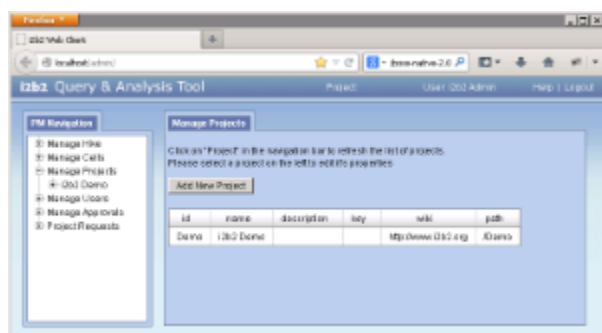 Firefox
i2b2 Web Client
localhost/admin/
i2b2 Query & Analysis Tool
Project:
User: i2b2 Admin
Help | Logout
PM Navigation
Manage Hive
Manage Cells
Manage Projects
i2b2 Demo
Manage Users
Manage Approvals
Project Requests
Manage Projects
Click on "Project" in the navigation bar to refresh the list of projects.
Please select a project on the left to edit its properties
Add New Project
id name description key wiki path
Demo i2b2 Demo http://www.i2b2.org /Demo